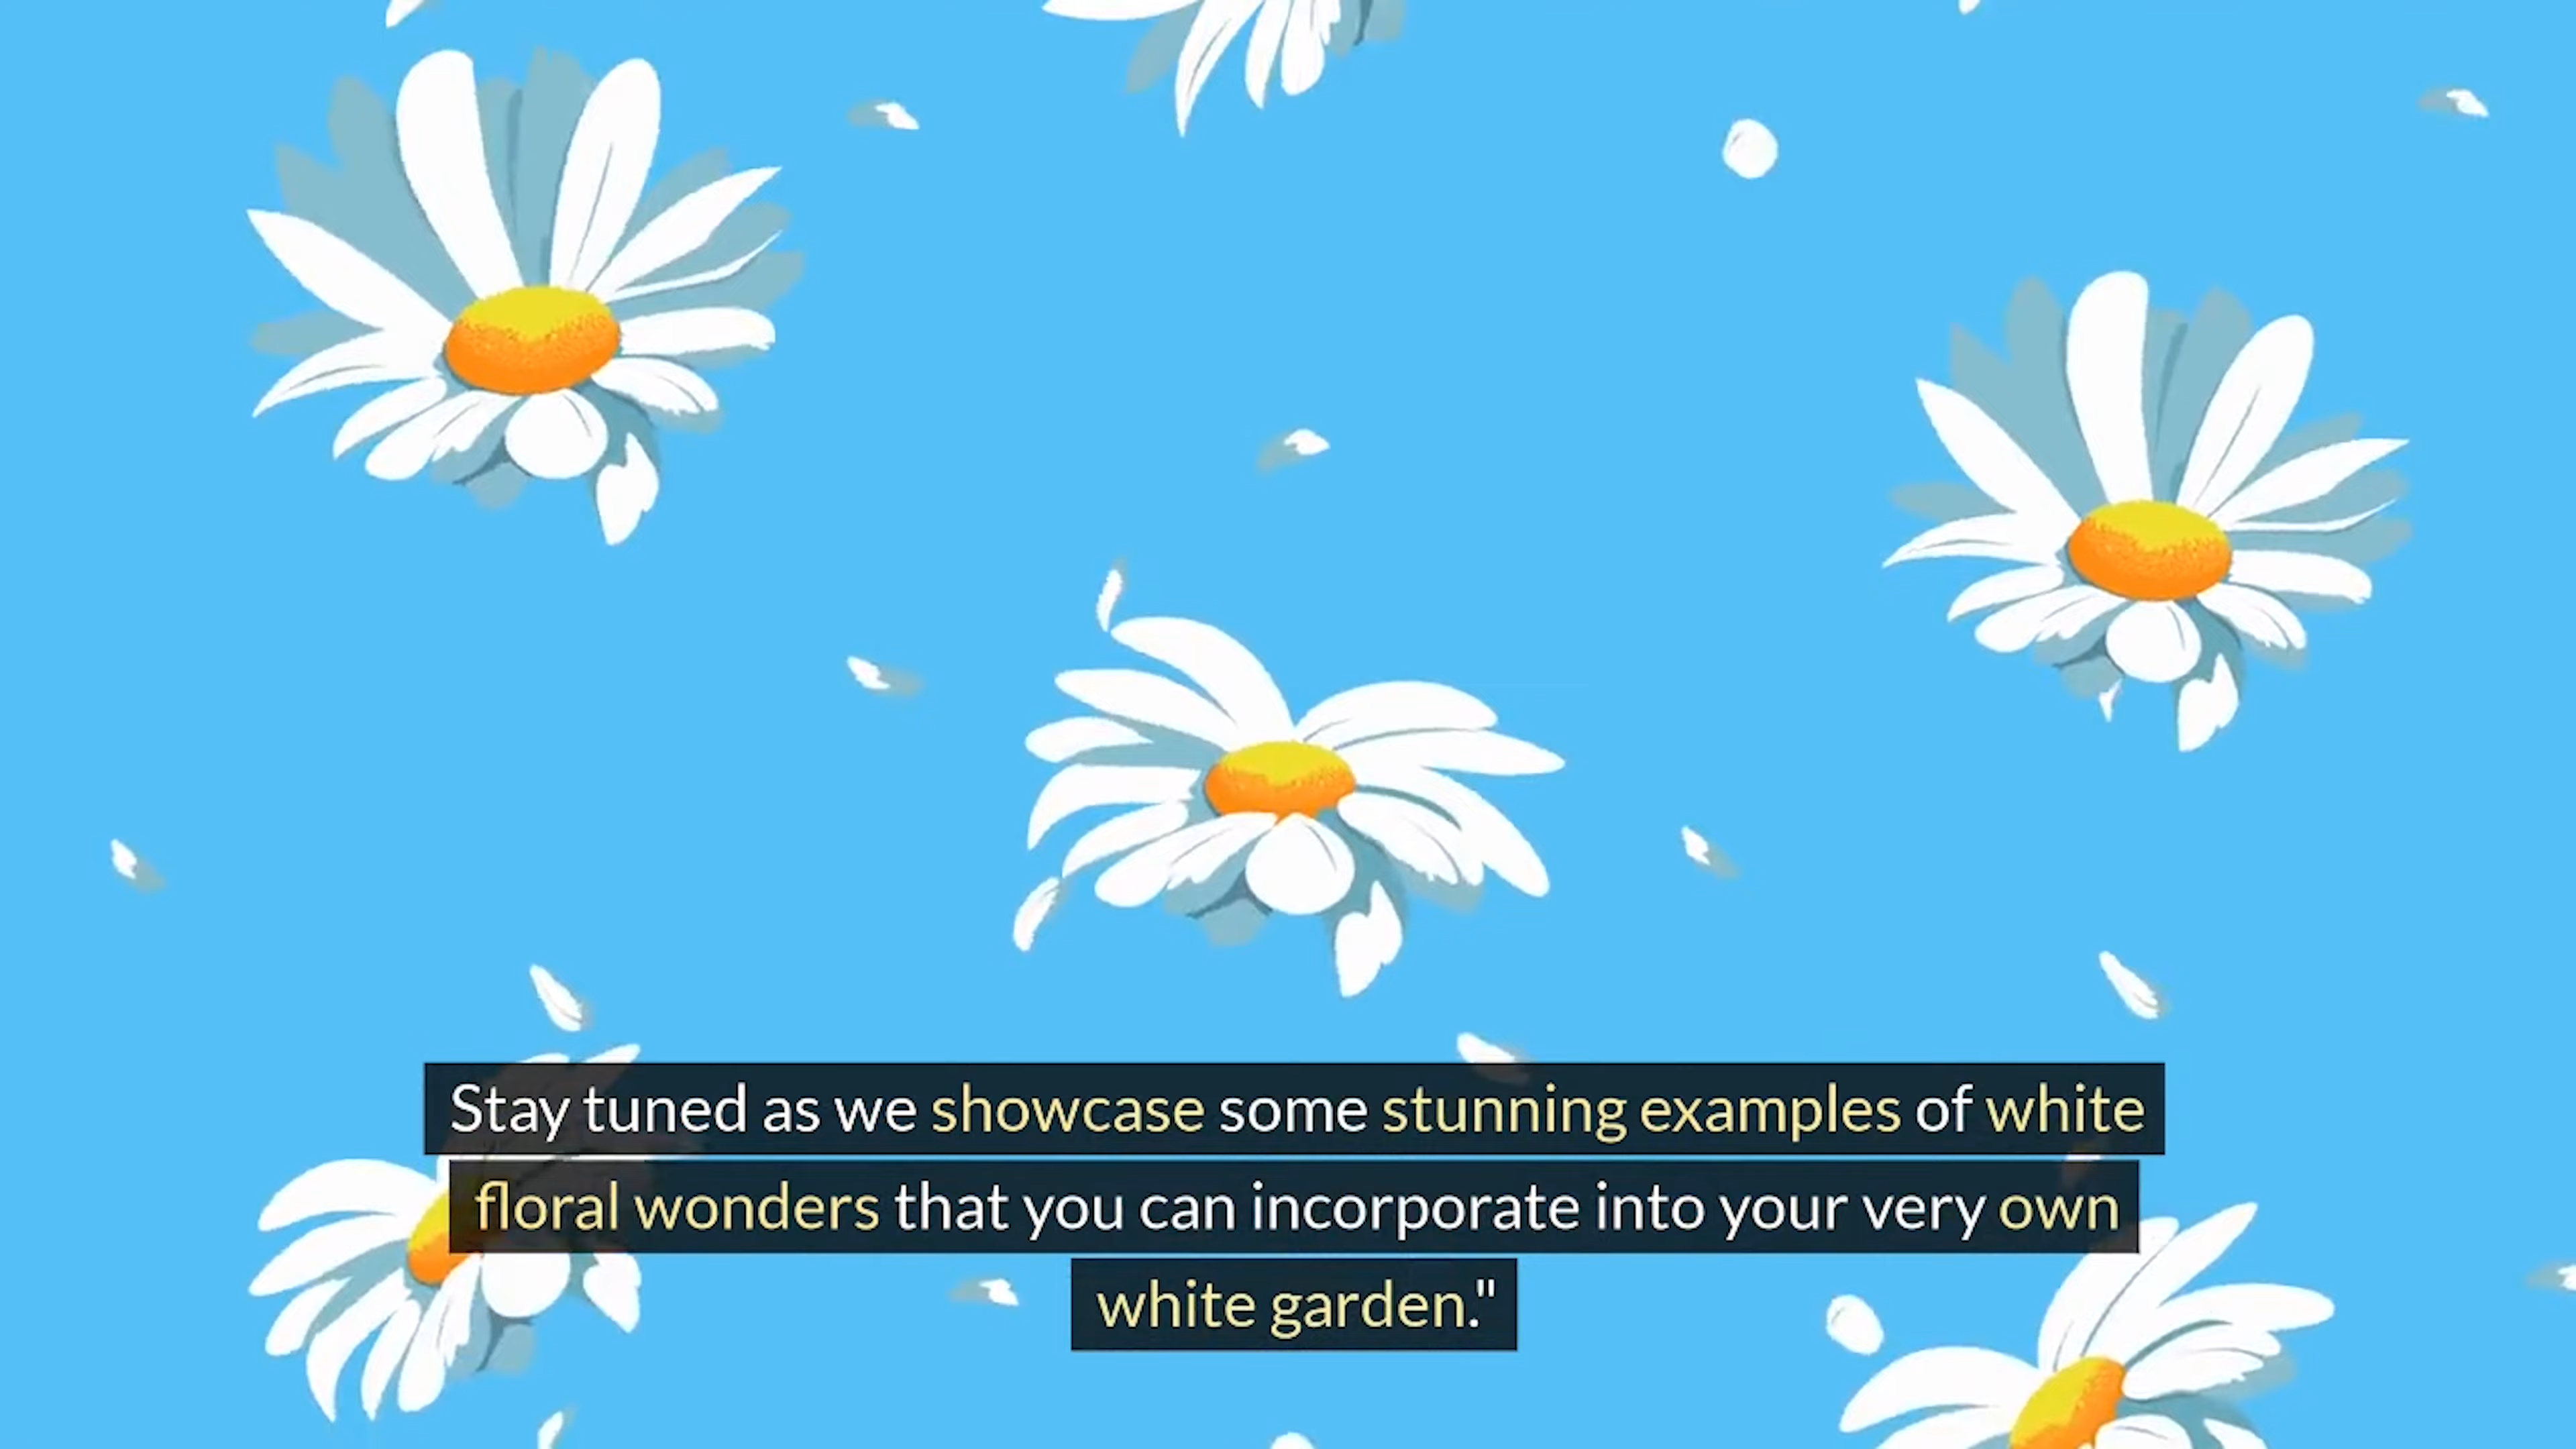 Stay tuned as we showcase some stunning examples of white
floral wonders that you can incorporate into your very own
white garden."